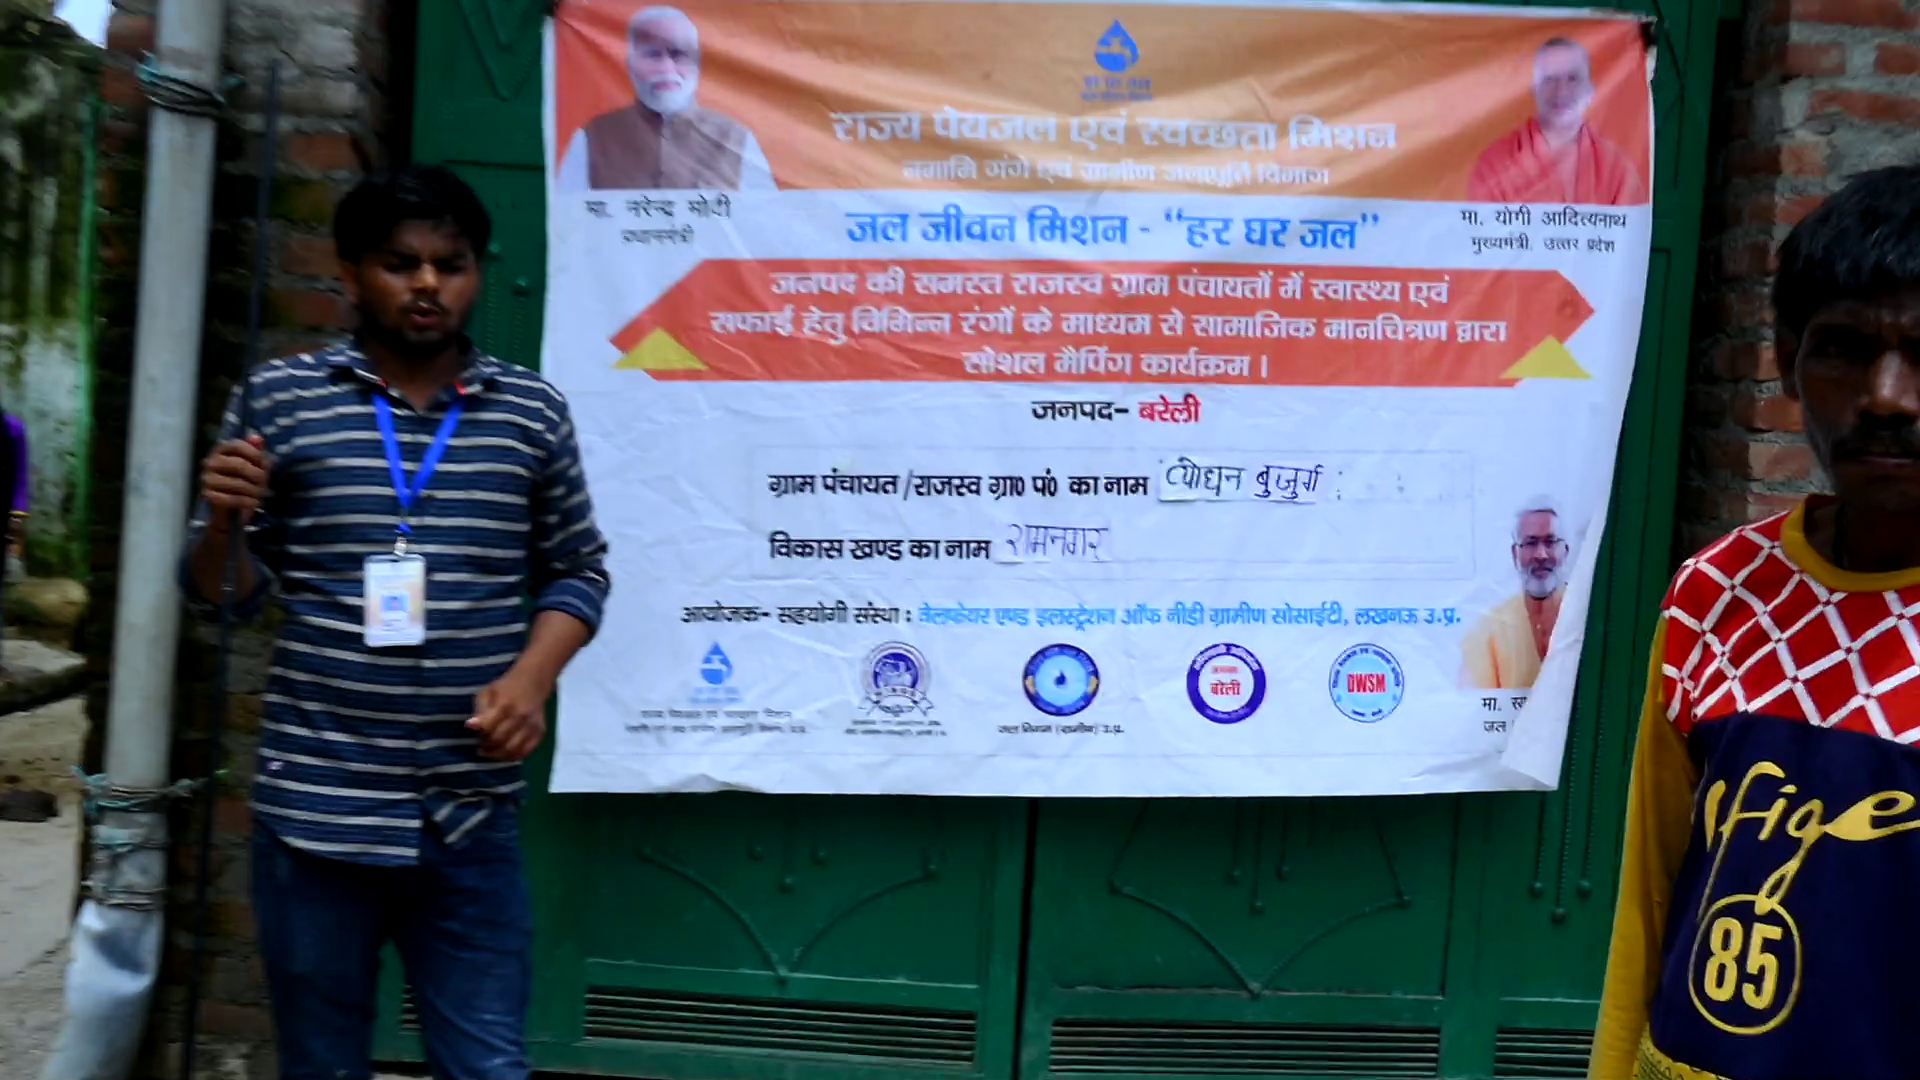 राज्य पेयजल एवं स्वच्छता मिशन
नमामि गंगे एवं ग्रामीण जलापूर्ति विभाग
मा. नरेन्द्र मोदी
प्रधानमंत्री
मा. योगी आदित्यनाथ
मुख्यमंत्री, उत्तर प्रदेश
जल जीवन मिशन - "हर घर जल"
जनपद की समस्त राजस्व ग्राम पंचायतों में स्वास्थ्य एवं
सफाई हेतु विभिन्न रंगों के माध्यम से सामाजिक मानचित्रण द्वारा
सोशल मैपिंग कार्यक्रम।
जनपद- बरेली
ग्राम पंचायत /राजस्व ग्रा0 पं0 का नाम बुजुर्ग
विकास खण्ड का नाम रामनगर
आयोजक- सहयोगी संस्था : वेलफेयर एण्ड इलस्ट्रेशन ऑफ नीडी ग्रामीण सोसाईटी, लखनऊ उ.प्र.
बरेली
DWSM
जल निगम (ग्रामीण) उ.प्र.
मा.
जल
85